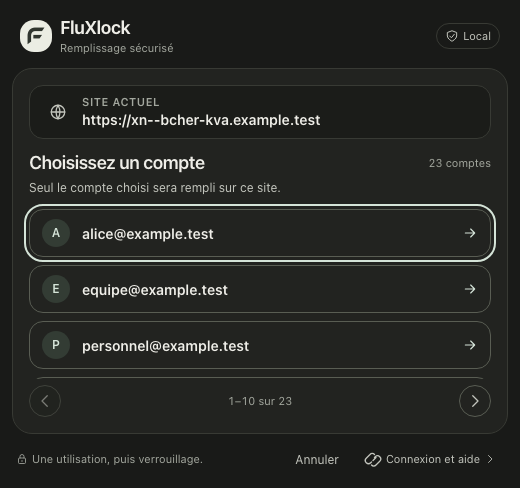 FluXlock
Remplissage sécurisé
Local
SITE ACTUEL
https://xn--bcher-kva.example.test
Choisissez un compte
23 comptes
Seul le compte choisi sera rempli sur ce site.
A
alice@example.test
E
equipe@example.test
P
personnel@example.test
1–10 sur 23
Une utilisation, puis verrouillage.
Annuler
Connexion et aide